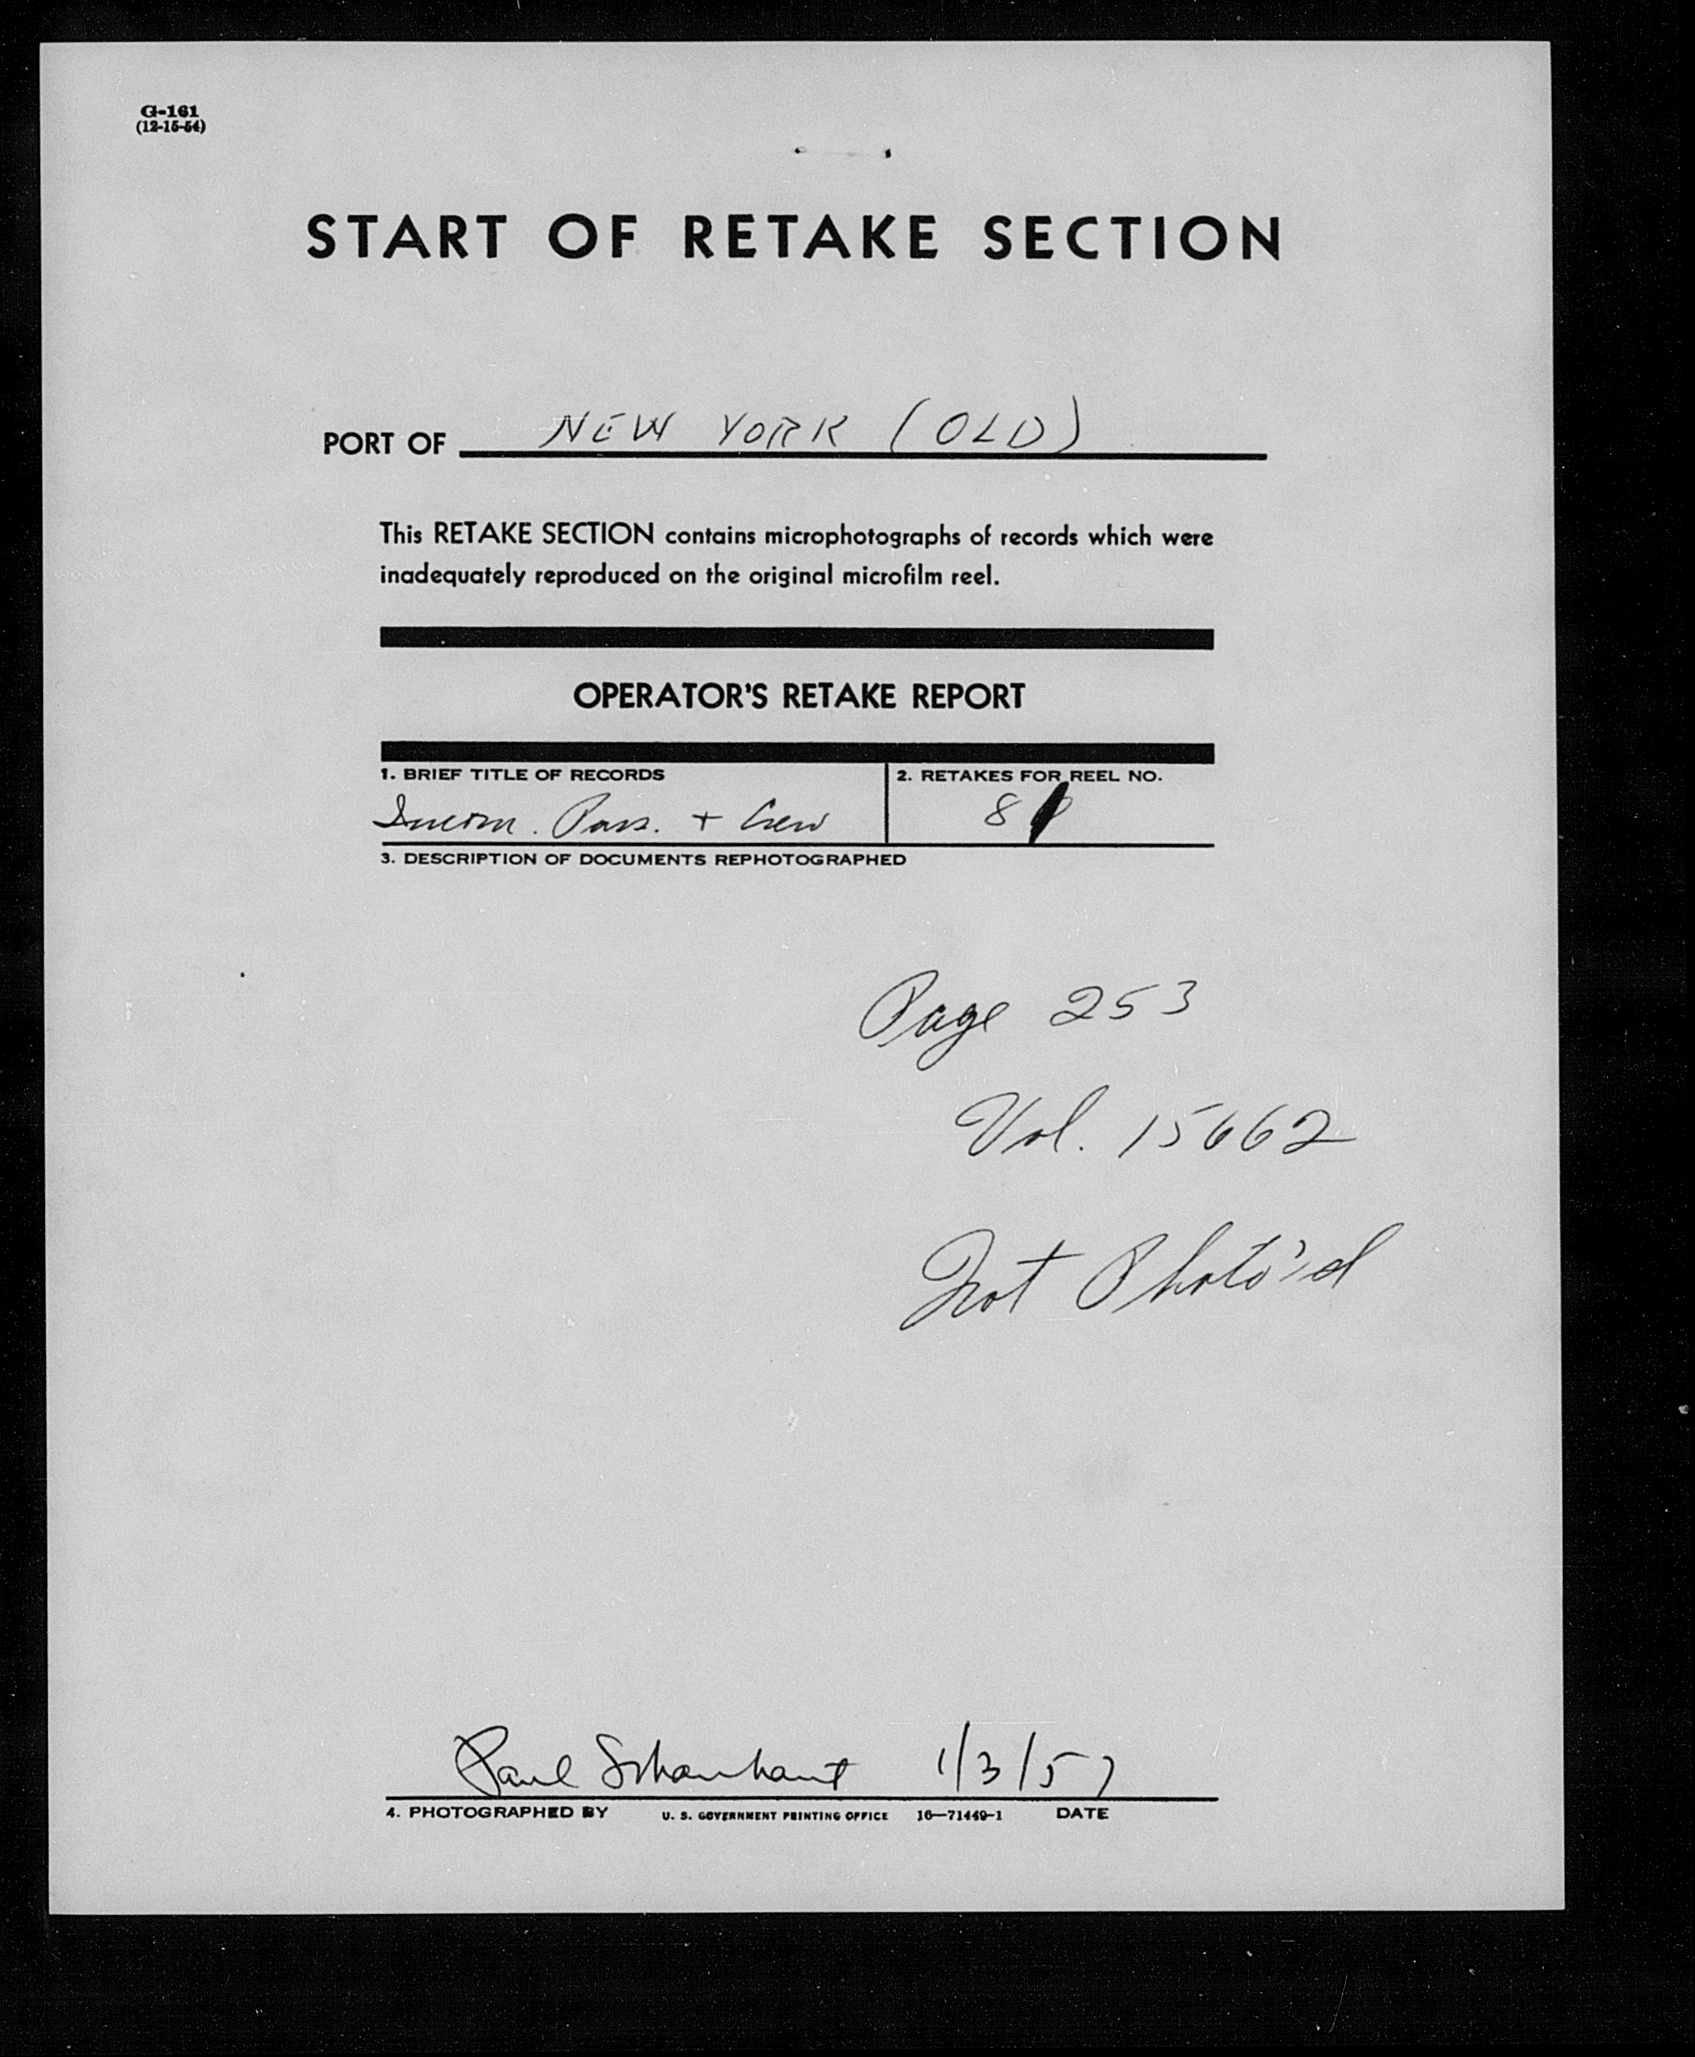 G-161
(12-15-54)
START OF RETAKE SECTION
PORT OF NEW YORK (OLD)
This RETAKE SECTION contains microphotographs of records which were
inadequately reproduced on the original microfilm reel.
OPERATOR'S RETAKE REPORT
1. BRIEF TITLE OF RECORDS
2. RETAKES FOR REEL NO.
Incom. Pass. + Crew
8
3. DESCRIPTION OF DOCUMENTS REPHOTOGRAPHED
Page 253
Vol. 15662
Not Photo'd
Paul 1/3/57
4. PHOTOGRAPHED BY U. S. GOVERNMENT PRINTING OFFICE 16—71449-1 DATE